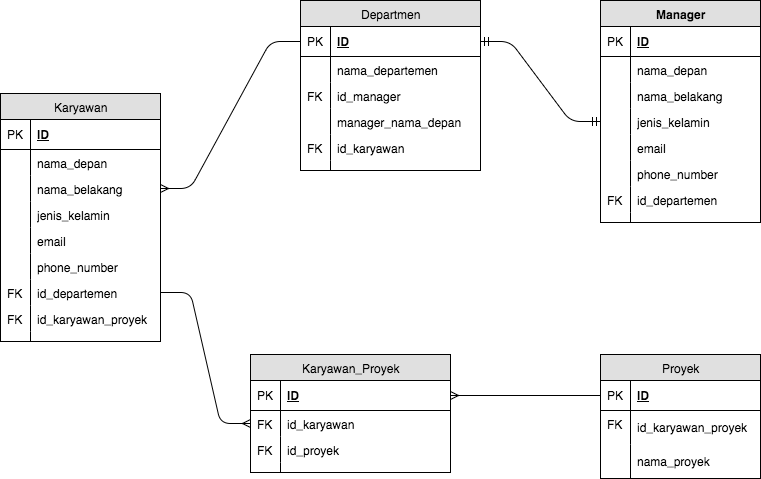 Departmen
PK ID
nama_departemen
FK id_manager
manager_nama_depan
FK id_karyawan
Manager
PK ID
nama_depan
nama_belakang
jenis_kelamin
email
phone_number
FK id_departemen
Karyawan
PK ID
nama_depan
nama_belakang
jenis_kelamin
email
phone_number
FK id_departemen
FK id_karyawan_proyek
Karyawan_Proyek
PK ID
FK id_karyawan
FK id_proyek
Proyek
PK ID
FK id_karyawan_proyek
nama_proyek